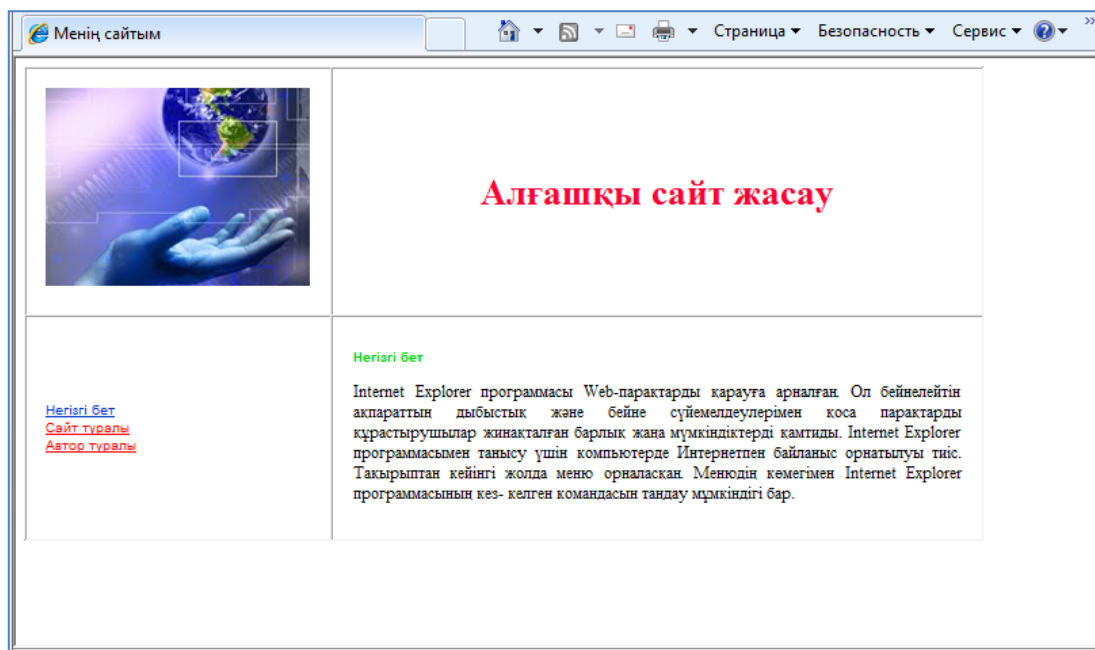 Менің сайтым
Страница
Безопасность
Сервис
Алғашқы сайт жасау
Негізгі бет
Сайт туралы
Автор туралы
Негізгі бет
Internet Explorer программасы Web-парақтарды қарауға арналған. Ол бейнелейтін
ақпараттың дыбыстық және бейне сүйемелдеулерімен қоса парақтарды
құрастырушылар жинақталған барлық жаңа мүмкіндіктерді қамтиды. Internet Explorer
программасымен танысу үшін компьютерде Интернетпен байланыс орнатылуы тиіс.
Тақырыптан кейінгі жолда меню орналасқан. Менюдің көмегімен Internet Explorer
программасының кез- келген командасын таңдау мұмкіндігі бар.